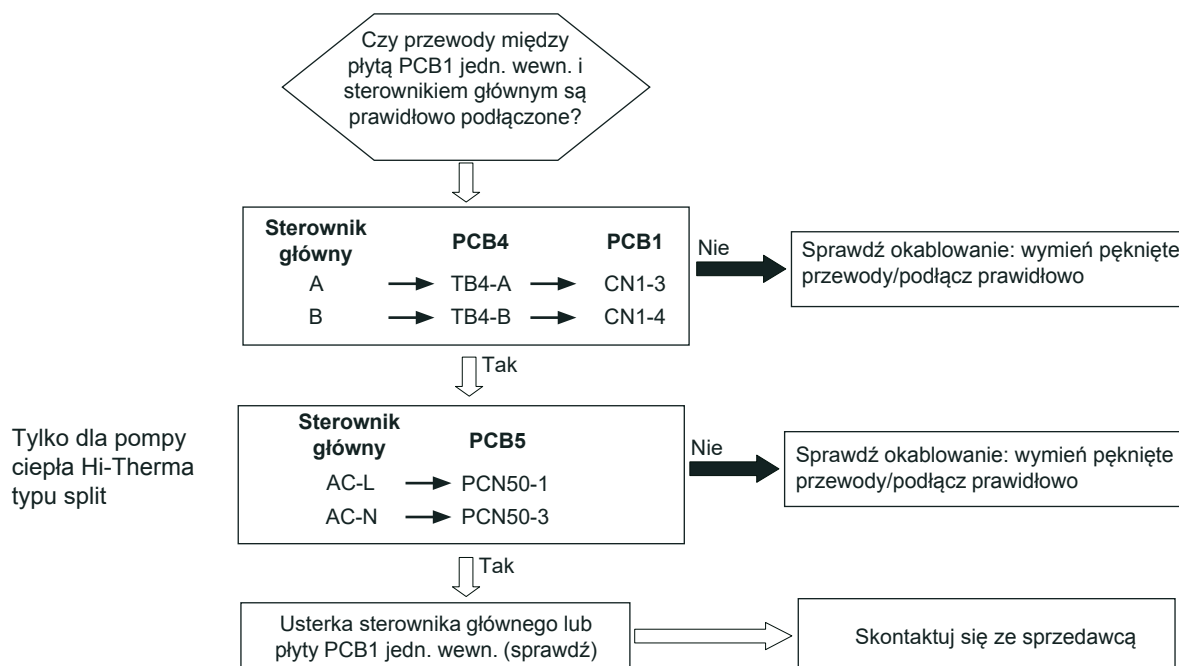 Czy przewody między
płytą PCB1 jedn. wewn. i
sterownikiem głównym są
prawidłowo podłączone?
Sterownik
główny PCB4 PCB1
A TB4-A CN1-3
B TB4-B CN1-4
Nie
Sprawdź okablowanie: wymień pęknięte
przewody/podłącz prawidłowo
Tak
Tylko dla pompy
ciepła Hi-Therma
typu split
Sterownik
główny PCB5
AC-L PCN50-1
AC-N PCN50-3
Nie
Sprawdź okablowanie: wymień pęknięte
przewody/podłącz prawidłowo
Tak
Usterka sterownika głównego lub
płyty PCB1 jedn. wewn. (sprawdź)
Skontaktuj się ze sprzedawcą